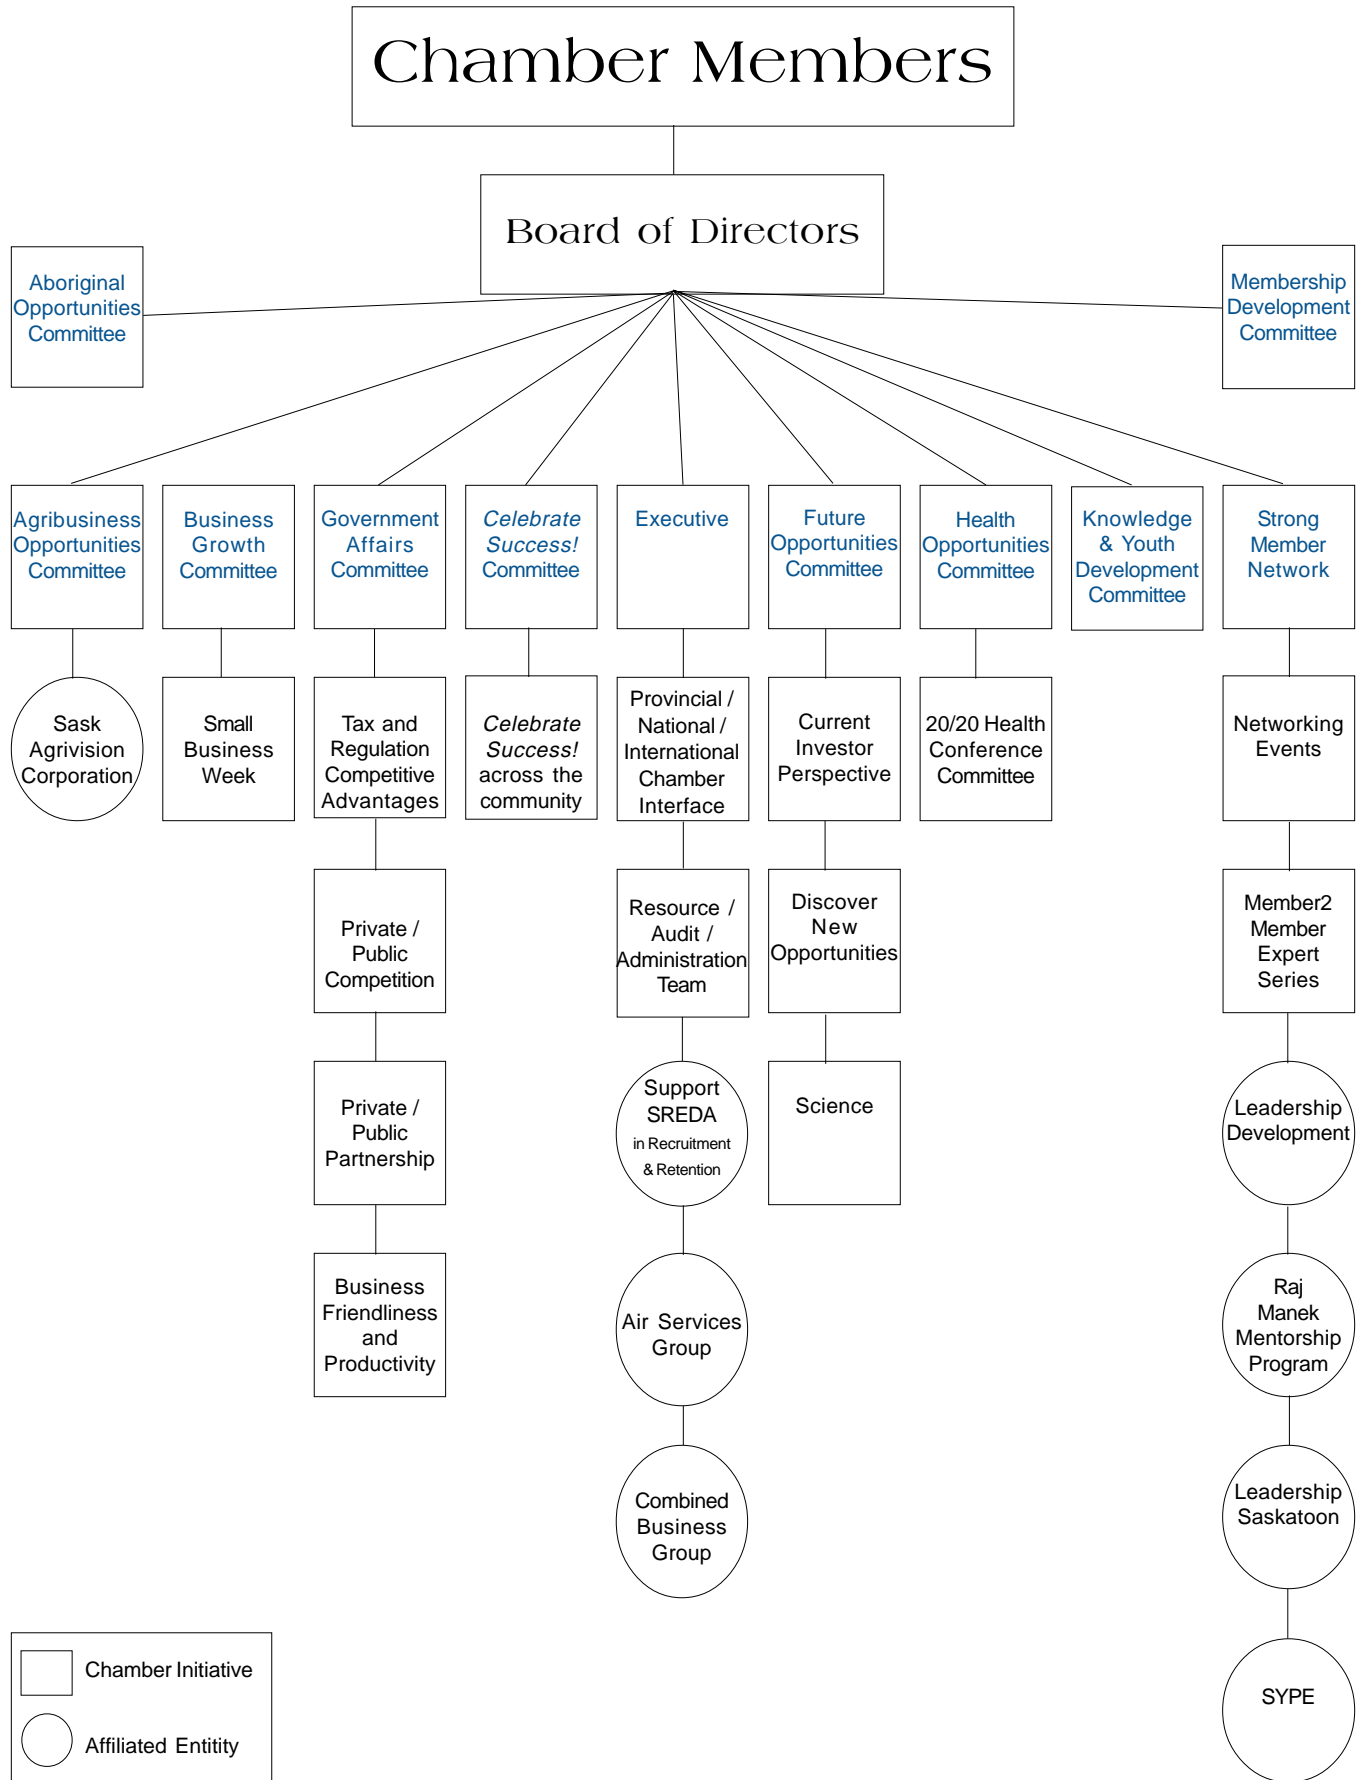 Chamber Members
Board of Directors
Aboriginal
Opportunities
Committee
Membership
Development
Committee
Agribusiness
Opportunities
Committee
Business
Growth
Committee
Government
Affairs
Committee
Celebrate
Success!
Committee
Executive
Future
Opportunities
Committee
Health
Opportunities
Committee
Knowledge
& Youth
Development
Committee
Strong
Member
Network
Sask
Agrivision
Corporation
Small
Business
Week
Tax and
Regulation
Competitive
Advantages
Celebrate
Success!
across the
community
Provincial /
National /
International
Chamber
Interface
Current
Investor
Perspective
20/20 Health
Conference
Committee
Networking
Events
Private /
Public
Competition
Resource /
Audit /
Administration
Team
Discover
New
Opportunities
Member2
Member
Expert
Series
Private /
Public
Partnership
Support
SREDA
in Recruitment
& Retention
Science
Leadership
Development
Business
Friendliness
and
Productivity
Air Services
Group
Raj
Manek
Mentorship
Program
Combined
Business
Group
Leadership
Saskatoon
SYPE
Chamber Initiative
Affiliated Entitity